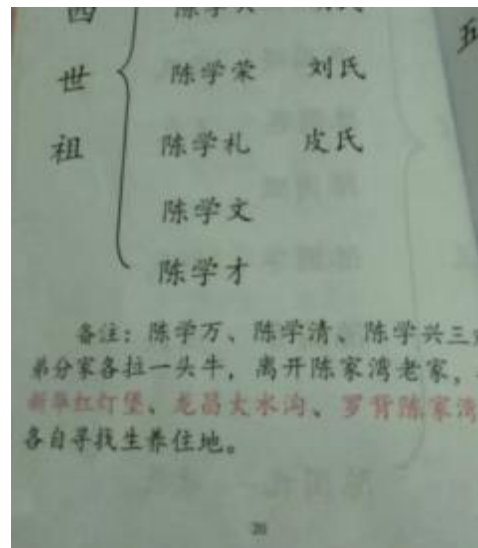 四
世
祖
陈学荣 刘氏
陈学礼 皮氏
陈学文
陈学才
备注：陈学万、陈学清、陈学兴三
弟分家各拉一头牛，离开陈家湾老家，
新华红灯堡、龙昌大水沟、罗背陈家湾
各自寻找生养住地。
20